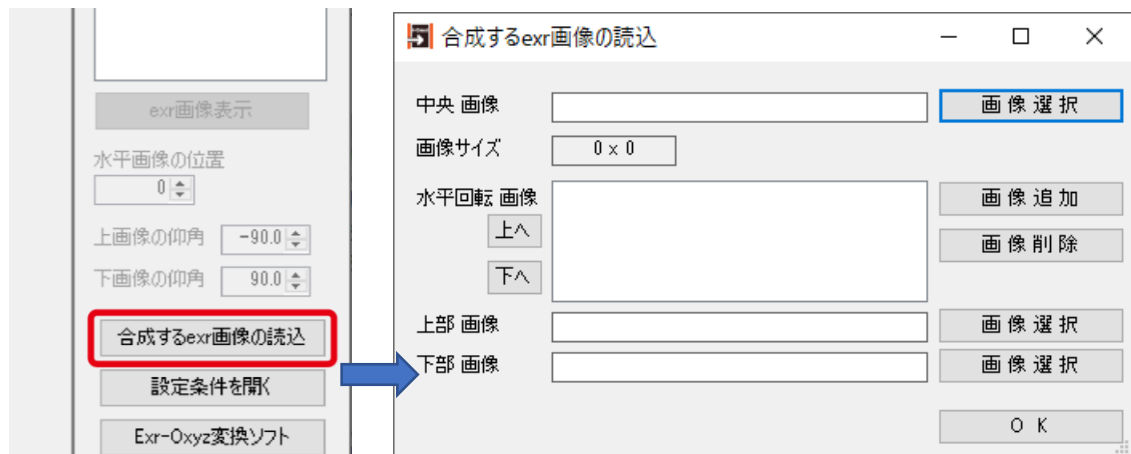 exr画像表示
水平画像の位置
0
上画像の仰角 -90.0
下画像の仰角 90.0
合成するexr画像の読込
設定条件を開く
Exr-Oxyz変換ソフト
合成するexr画像の読込
中央 画像 画像選択
画像サイズ 0 x 0
水平回転 画像 画像追加
上へ 画像削除
下へ
上部 画像 画像選択
下部 画像 画像選択
OK